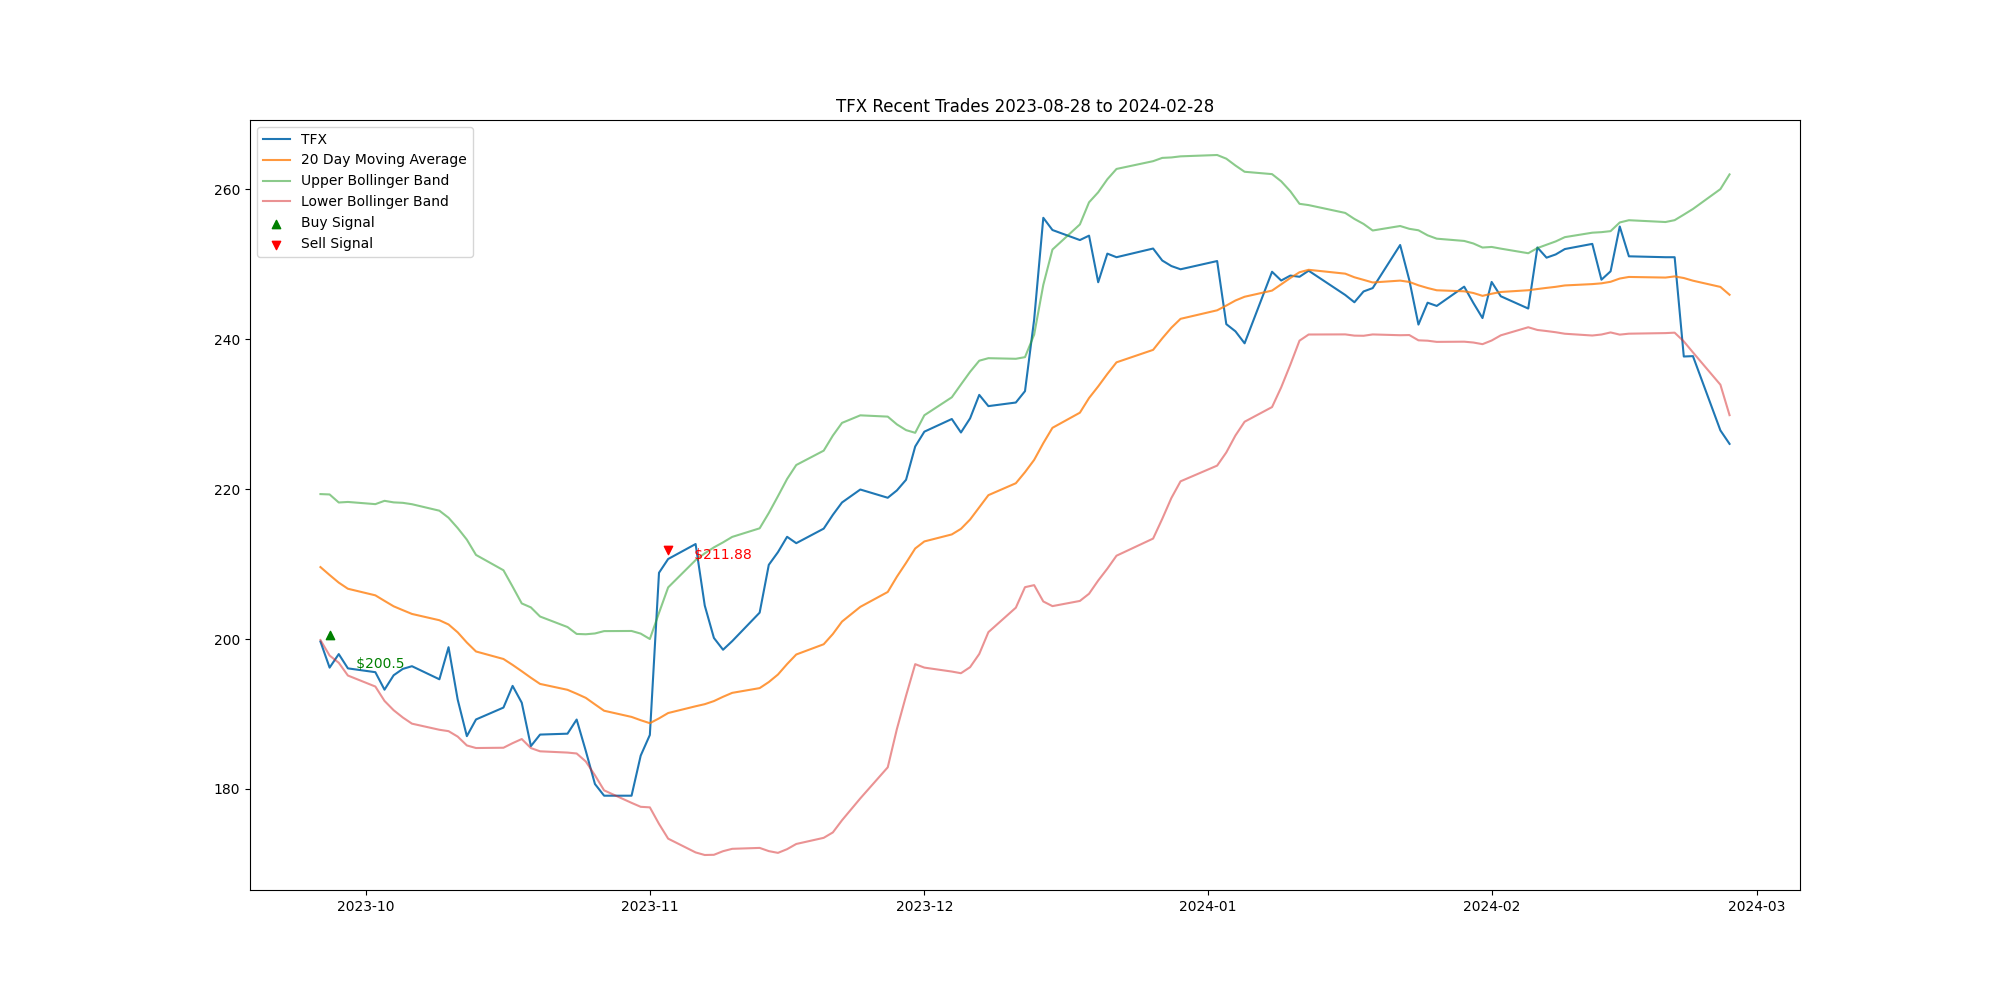 TFX Recent Trades 2023-08-28 to 2024-02-28
TFX
20 Day Moving Average
Upper Bollinger Band
Lower Bollinger Band
Buy Signal
Sell Signal
260
240
220
200
180
$211.88
$200.5
2023-10
2023-11
2023-12
2024-01
2024-02
2024-03